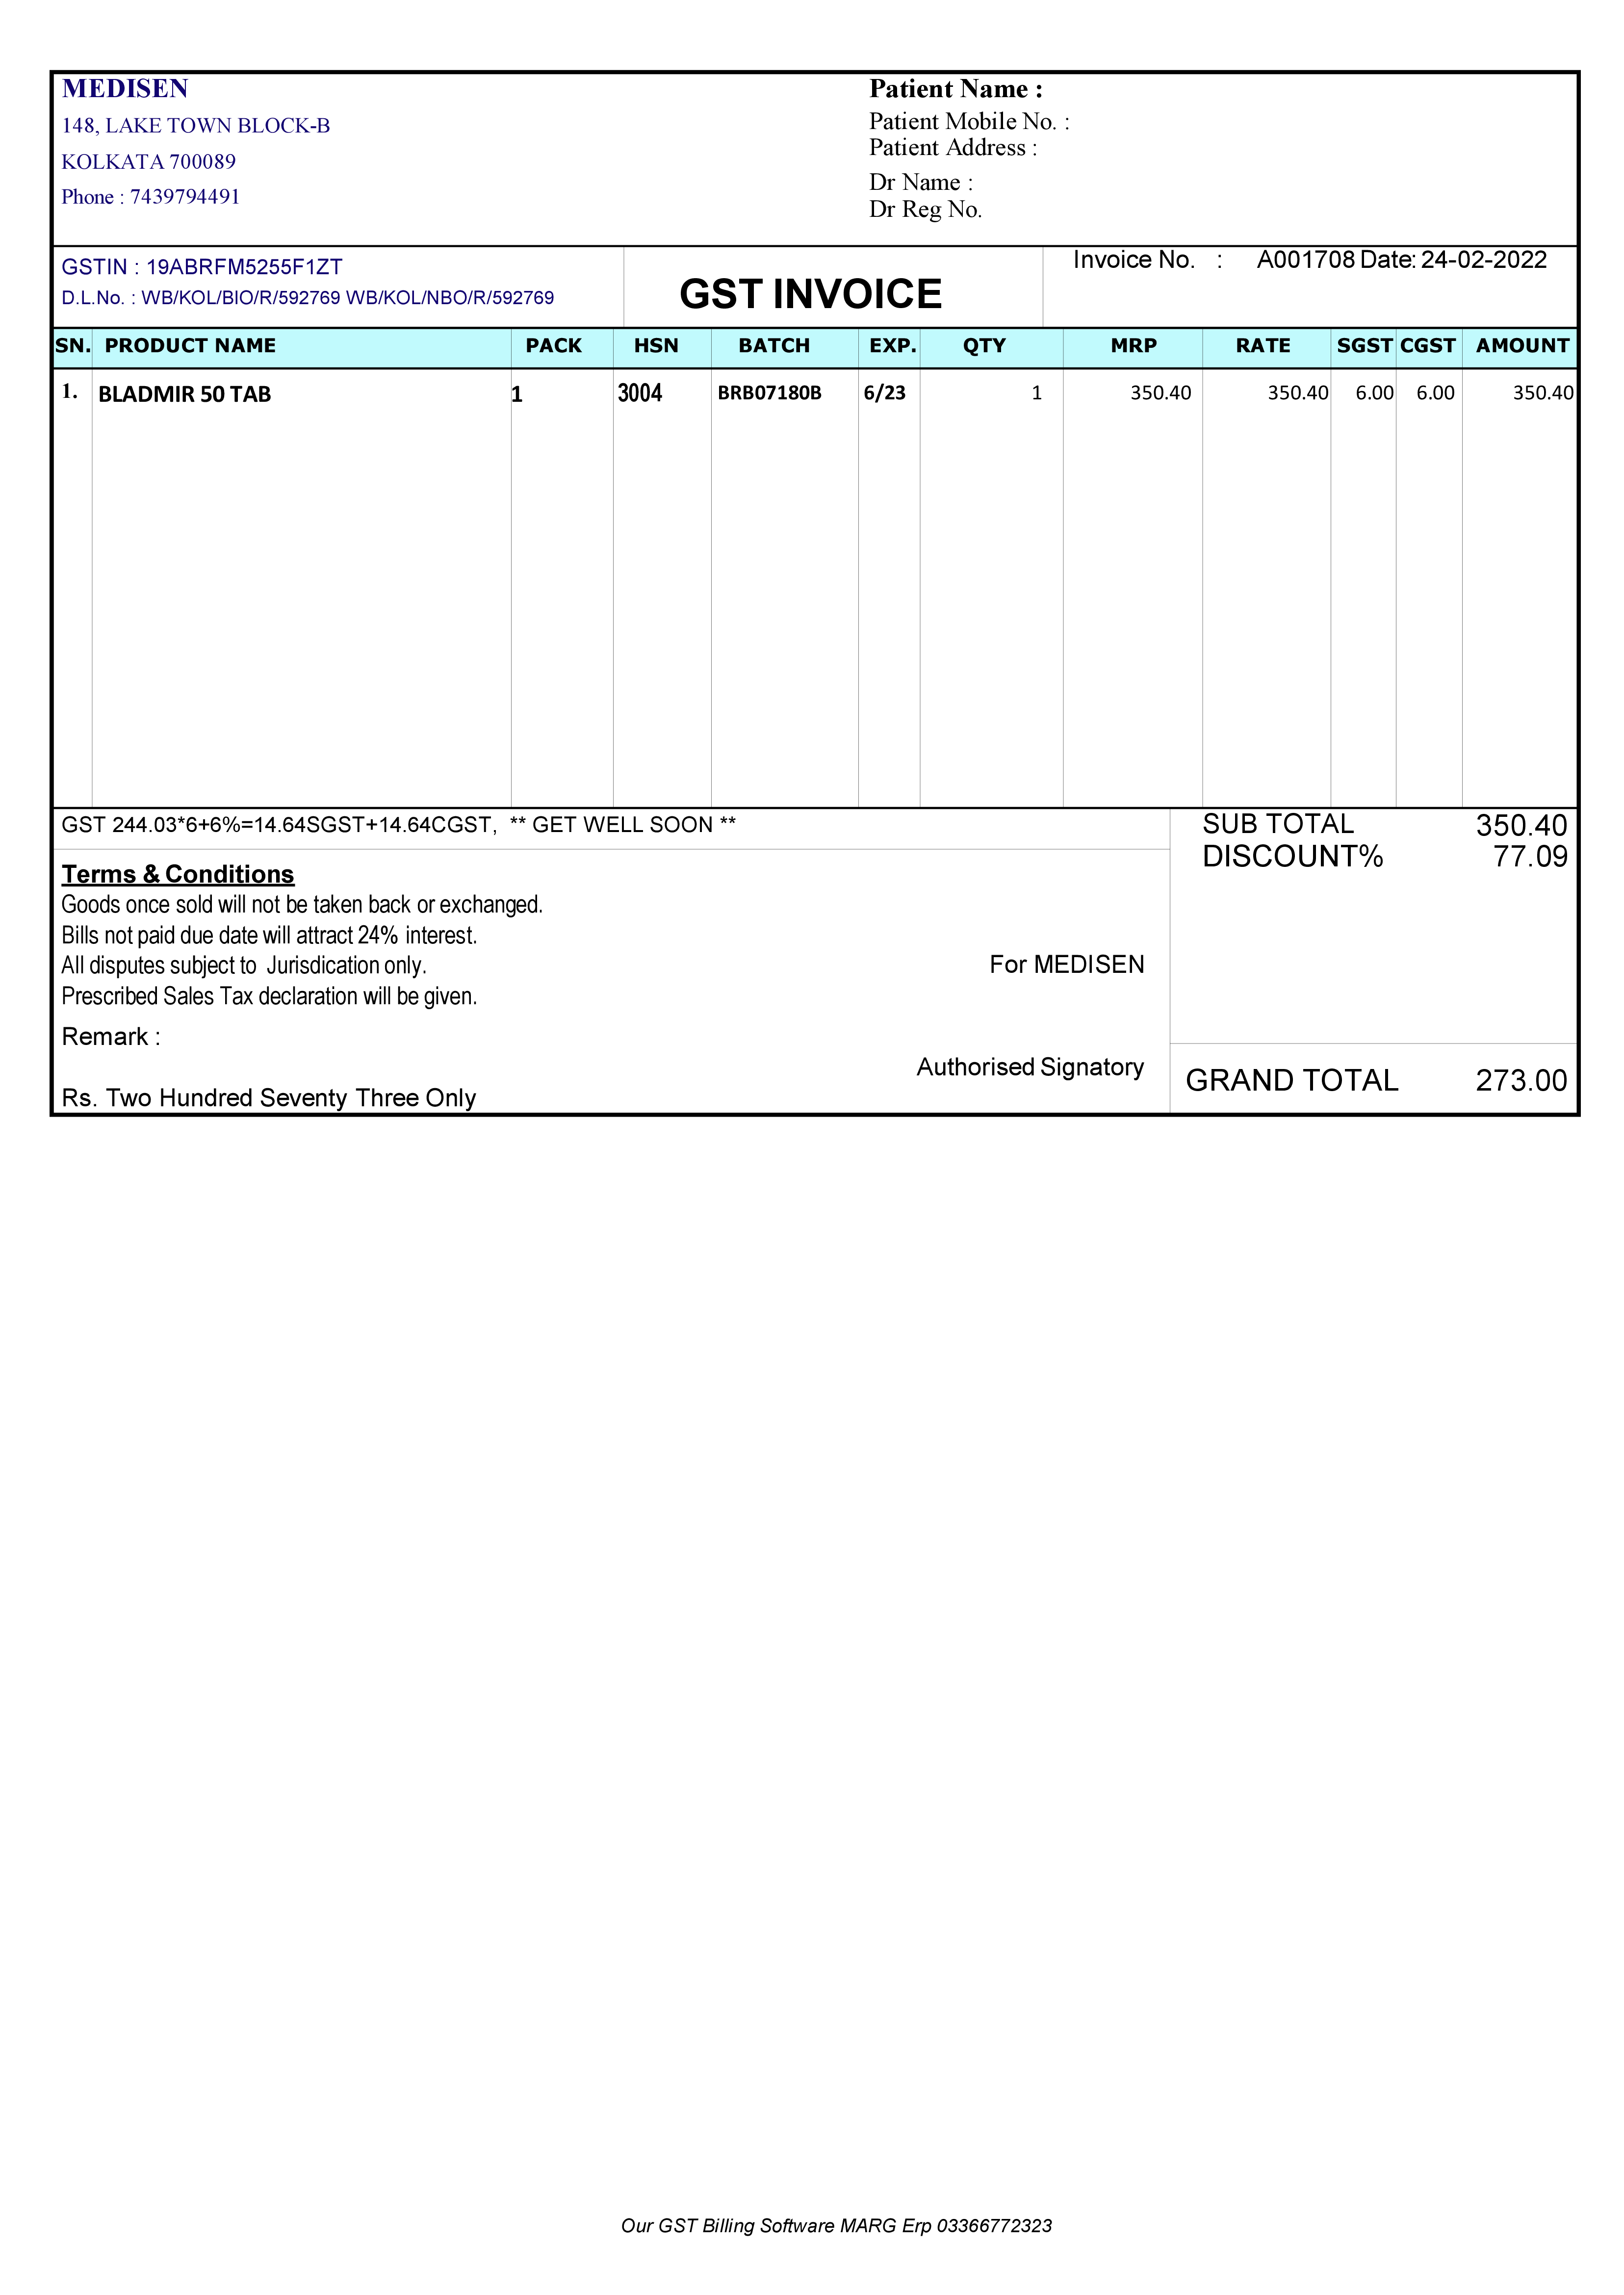 MEDISEN
148, LAKE TOWN BLOCK-B
KOLKATA 700089
Phone : 7439794491
Patient Name :
Patient Mobile No. :
Patient Address :
Dr Name :
Dr Reg No.
GSTIN : 19ABRFM5255F1ZT
D.L.No. : WB/KOL/BIO/R/592769 WB/KOL/NBO/R/592769
GST INVOICE
Invoice No. : A001708 Date: 24-02-2022
SN. PRODUCT NAME PACK HSN BATCH EXP. QTY MRP RATE SGST CGST AMOUNT
1. BLADMIR 50 TAB 1 3004 BRB07180B 6/23 1 350.40 350.40 6.00 6.00 350.40
GST 244.03*6+6%=14.64SGST+14.64CGST, ** GET WELL SOON **
Terms & Conditions
Goods once sold will not be taken back or exchanged.
Bills not paid due date will attract 24% interest.
All disputes subject to Jurisdication only.
Prescribed Sales Tax declaration will be given.
Remark :
Rs. Two Hundred Seventy Three Only
For MEDISEN
Authorised Signatory
SUB TOTAL 350.40
DISCOUNT% 77.09
GRAND TOTAL 273.00
Our GST Billing Software MARG Erp 03366772323